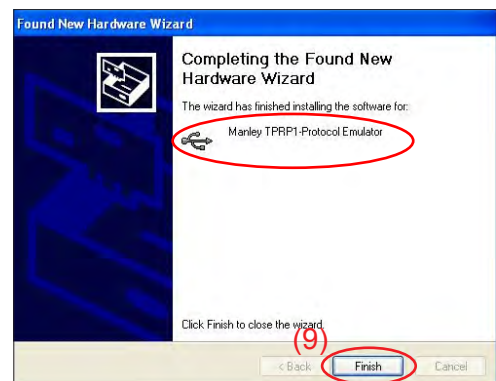 Found New Hardware Wizard
Completing the Found New
Hardware Wizard
The wizard has finished installing the software for:
Manley TPRP1-Protocol Emulator
Click Finish to close the wizard.
(9)
< Back
Finish
Cancel